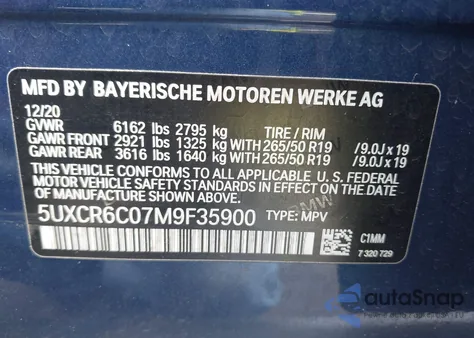 MFD BY BAYERISCHE MOTOREN WERKE AG
12/20
GVWR 6162 lbs 2795 kg TIRE / RIM
GAWR FRONT 2921 lbs 1325 kg WITH 265/50 R19 /9.0J x 19
GAWR REAR 3616 lbs 1640 kg WITH 265/50 R19 /9.0J x 19
THIS VEHICLE CONFORMS TO ALL APPLICABLE U.S. FEDERAL
MOTOR VEHICLE SAFETY STANDARDS IN EFFECT ON THE
DATE OF MANUFACTURE SHOWN ABOVE.
5UXCR6C07M9F35900 TYPE: MPV
BMW
C1MM
7 320 729
autoSnap